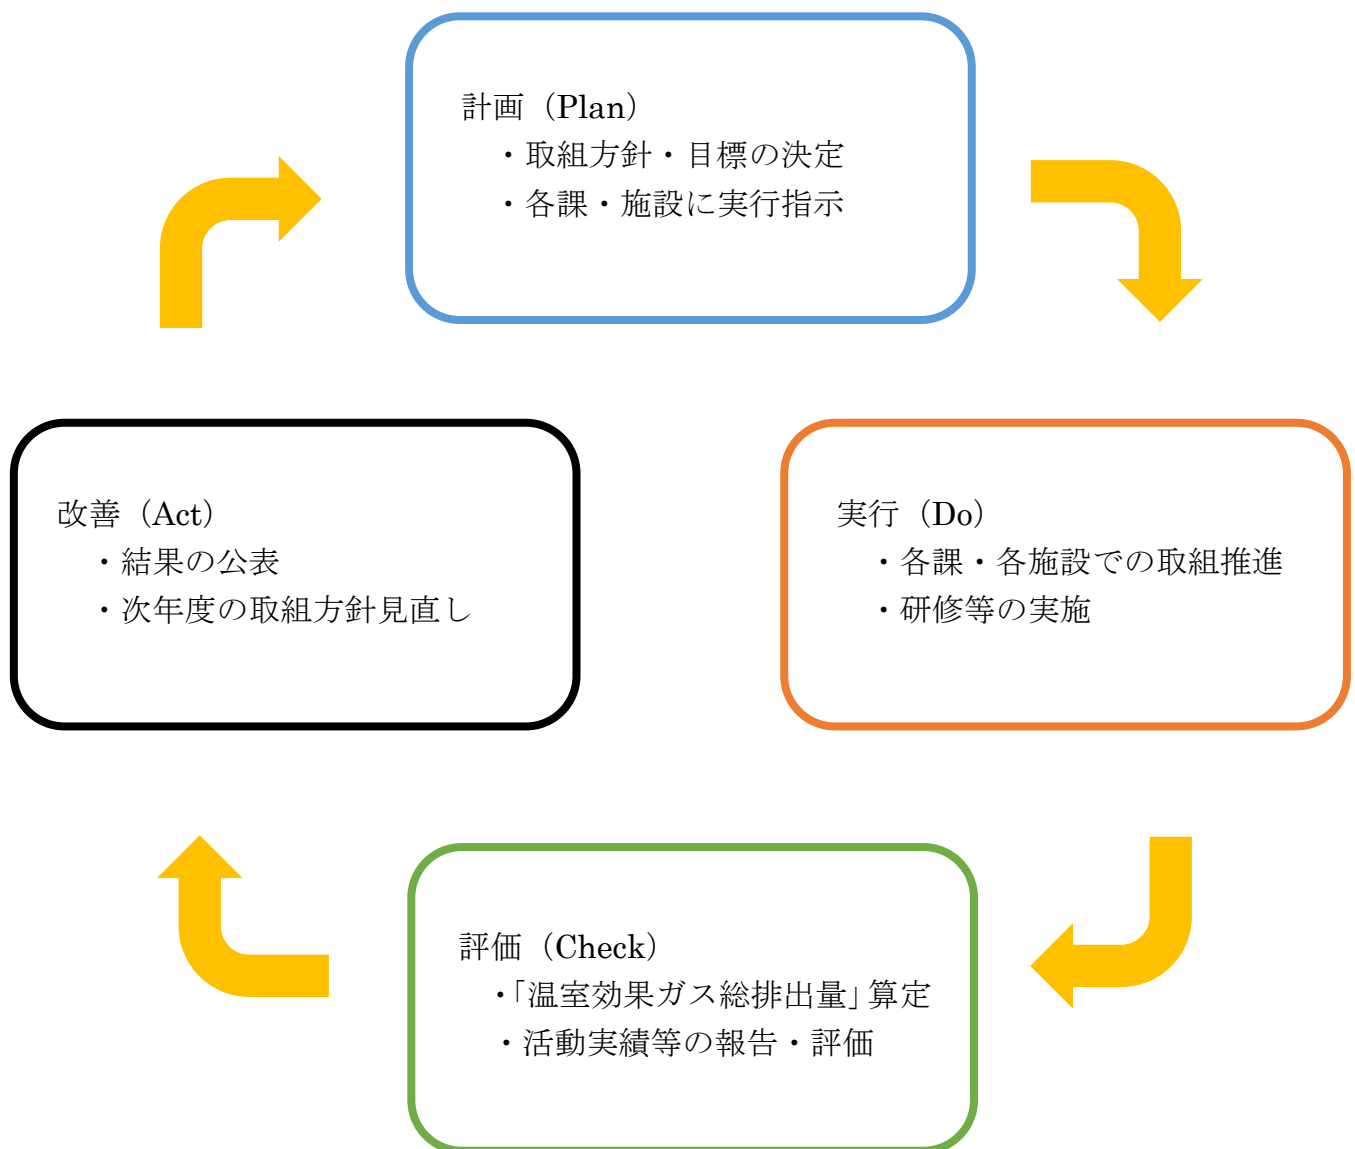 計画（Plan）
・取組方針・目標の決定
・各課・施設に実行指示
実行（Do）
・各課・各施設での取組推進
・研修等の実施
評価（Check）
・「温室効果ガス総排出量」算定
・活動実績等の報告・評価
改善（Act）
・結果の公表
・次年度の取組方針見直し